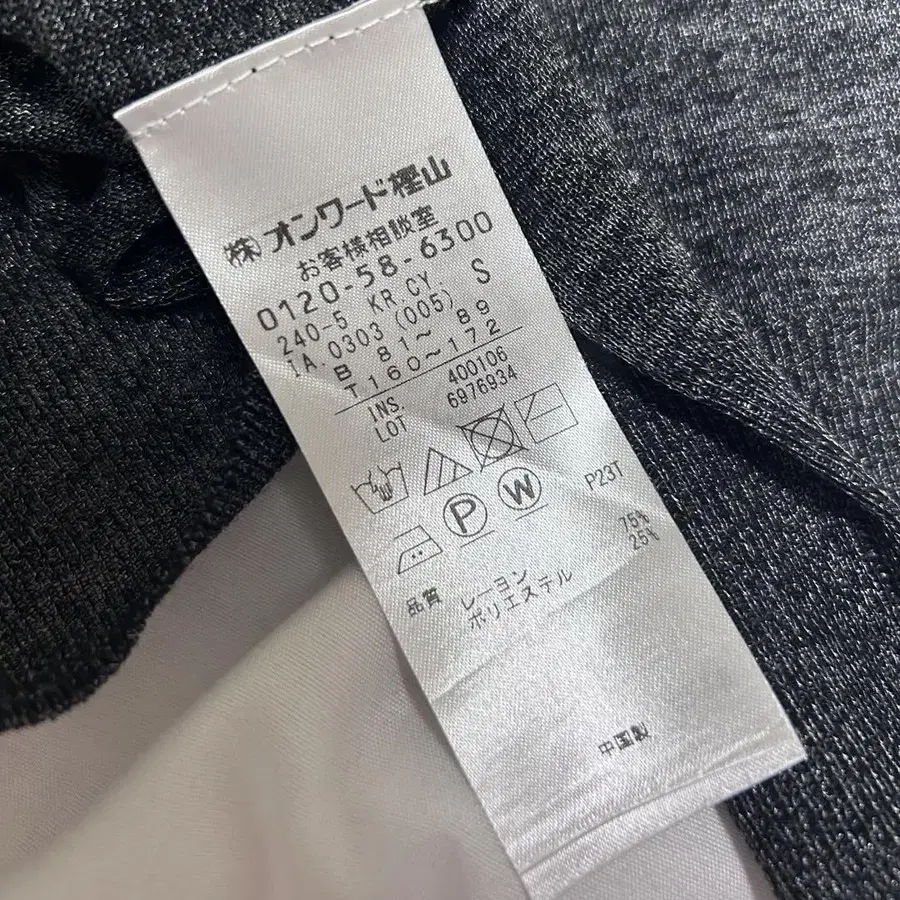 (株)オンワード樫山
お客様相談室
0120-58-6300
240-5 KR.CY S
IA.0303(005)
B 81～ 89
T160～172
INS. 400106
LOT 6976934
P W P23T
品質 レーヨン 75%
ポリエステル 25%
中国製